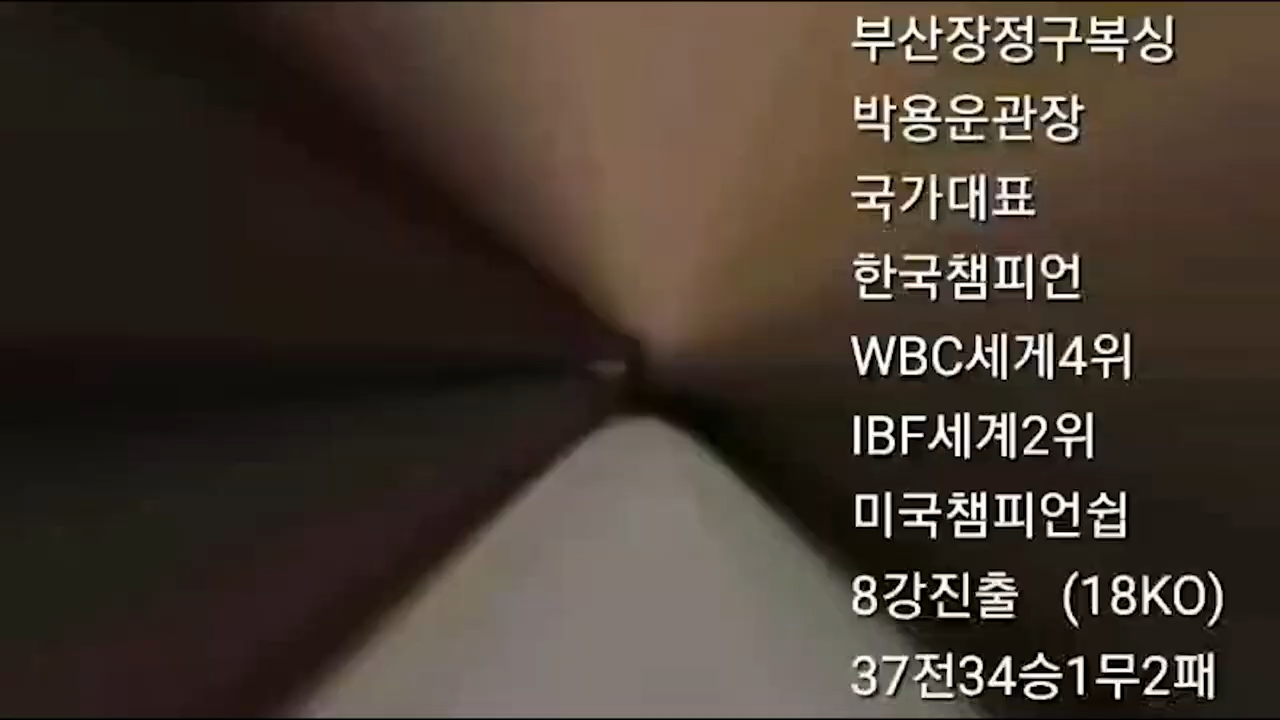 부산장정구복싱
박용운관장
국가대표
한국챔피언
WBC세게4위
IBF세계2위
미국챔피언쉽
8강진출 (18KO)
37전34승1무2패